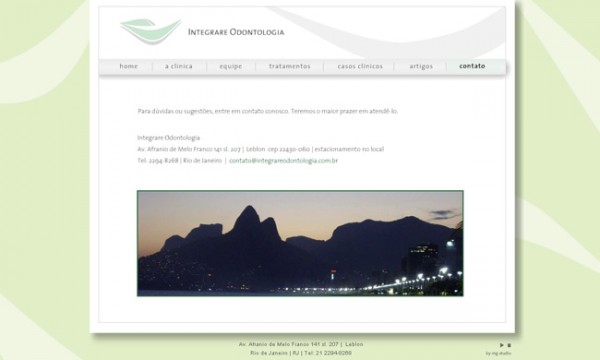 INTEGRARE ODONTOLOGIA
home | a clínica | equipe | tratamentos | casos clínicos | artigos | contato
Para dúvidas ou sugestões, entre em contato conosco. Teremos o maior prazer em atendê-lo.
Integrare Odontologia
Av. Afranio de Melo Franco 141 sl. 207 | Leblon cep 22430-060 | estacionamento no local
Tel: 2294-8268 | Rio de Janeiro | contato@integrareodontologia.com.br
Av. Afranio de Melo Franco 141 sl. 207 | Leblon
Rio de Janeiro | RJ | Tel: 21 2294-8268